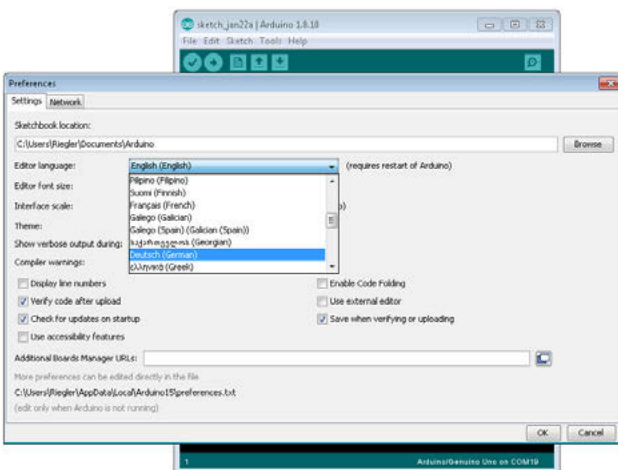 sketch_jan22a | Arduino 1.8.10
File Edit Sketch Tools Help
Preferences
Settings Network
Sketchbook location:
C:\Users\Riegler\Documents\Arduino Browse
Editor language: English (English) (requires restart of Arduino)
Pilipino (Filipino)
Editor font size:
Suomi (Finnish)
Français (French)
Interface scale:
Galego (Galician)
Theme:
Galego (Spain) (Galician (Spain))
Show verbose output during: ქართული (Georgian)
Deutsch (German)
Compiler warnings:
ελληνικά (Greek)
Display line numbers Enable Code Folding
Verify code after upload Use external editor
Check for updates on startup Save when verifying or uploading
Use accessibility features
Additional Boards Manager URLs:
More preferences can be edited directly in the file
C:\Users\Riegler\AppData\Local\Arduino15\preferences.txt
(edit only when Arduino is not running)
OK Cancel
1 Arduino/Genuino Uno on COM19